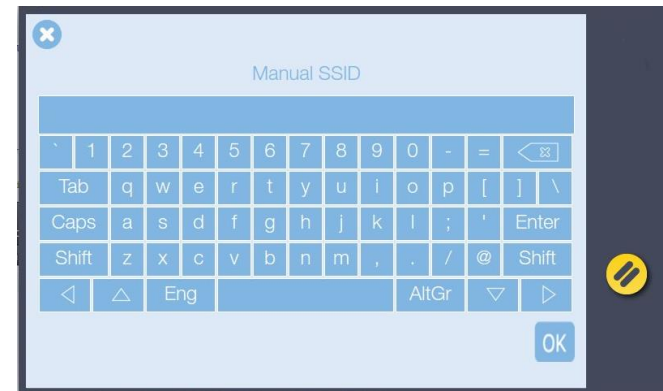 Manual SSID
` 1 2 3 4 5 6 7 8 9 0 - =
Tab q w e r t y u i o p [ ] \
Caps a s d f g h j k l ; ' Enter
Shift z x c v b n m , . / @ Shift
Eng AltGr
OK